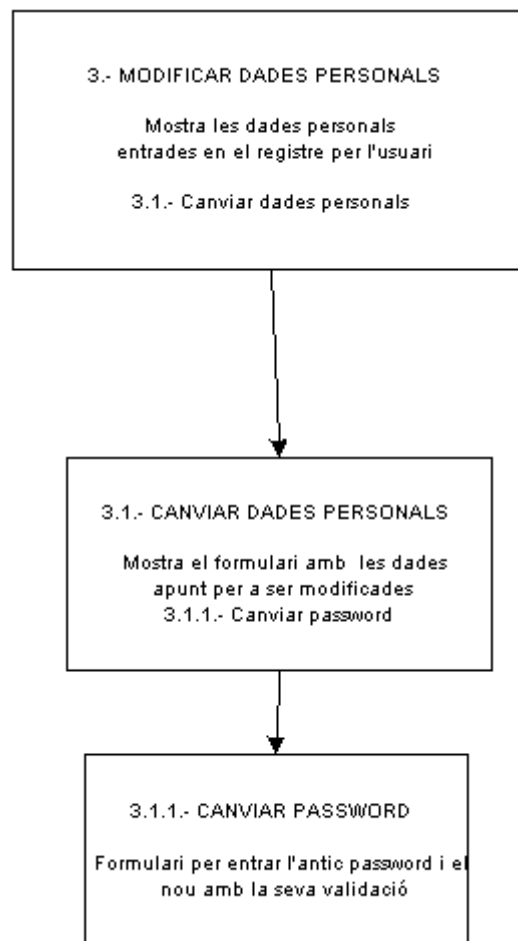 3.- MODIFICAR DADES PERSONALS
Mostra les dades personals
entrades en el registre per l'usuari
3.1.- Canviar dades personals
3.1.- CANVIAR DADES PERSONALS
Mostra el formulari amb les dades
apunt per a ser modificades
3.1.1.- Canviar password
3.1.1.- CANVIAR PASSWORD
Formulari per entrar l'antic password i el
nou amb la seva validació